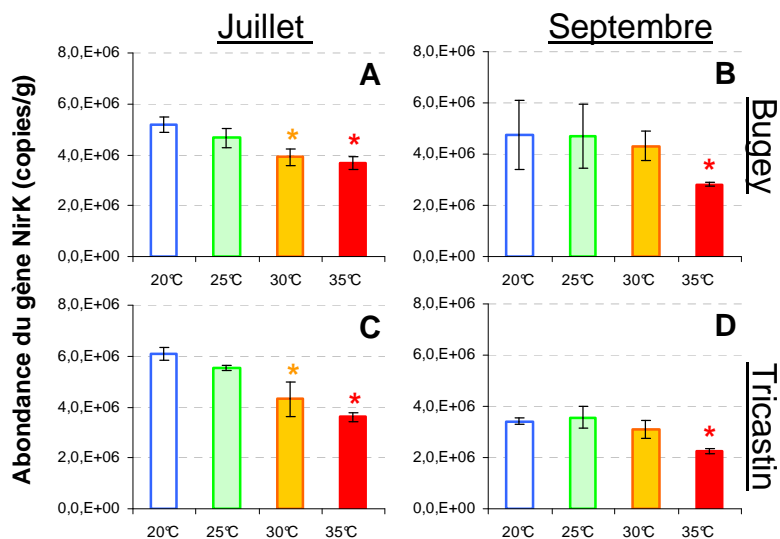 Juillet
Septembre
Abondance du gène NirK (copies/g)
8,0,E+06
6,0,E+06
4,0,E+06
2,0,E+06
0,0,E+00
A
*
*
20°C
25°C
30°C
35°C
8,0,E+06
6,0,E+06
4,0,E+06
2,0,E+06
0,0,E+00
B
*
20°C
25°C
30°C
35°C
Bugey
8,0,E+06
6,0,E+06
4,0,E+06
2,0,E+06
0,0,E+00
C
*
*
20°C
25°C
30°C
35°C
8,0,E+06
6,0,E+06
4,0,E+06
2,0,E+06
0,0,E+00
D
*
20°C
25°C
30°C
35°C
Tricastin